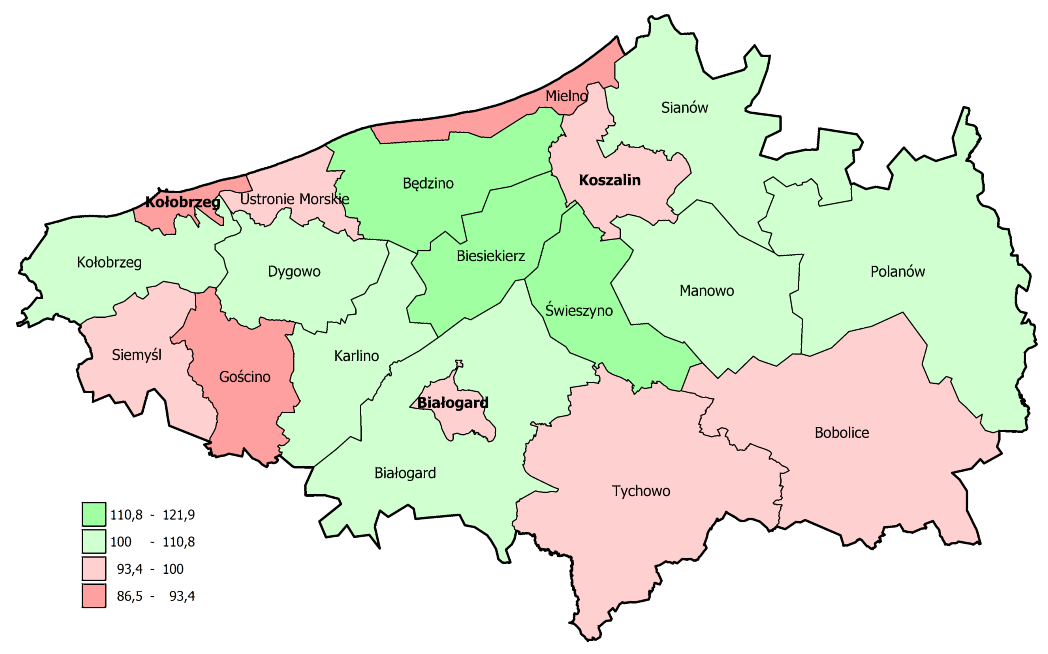 Mielno
Sianów
Koszalin
Będzino
Kołobrzeg
Ustronie Morskie
Kołobrzeg
Dygowo
Biesiekierz
Polanów
Manowo
Świeszyno
Siemyśl
Karlino
Gościno
Białogard
Bobolice
Białogard
Tychowo
110,8 - 121,9
100 - 110,8
93,4 - 100
86,5 - 93,4